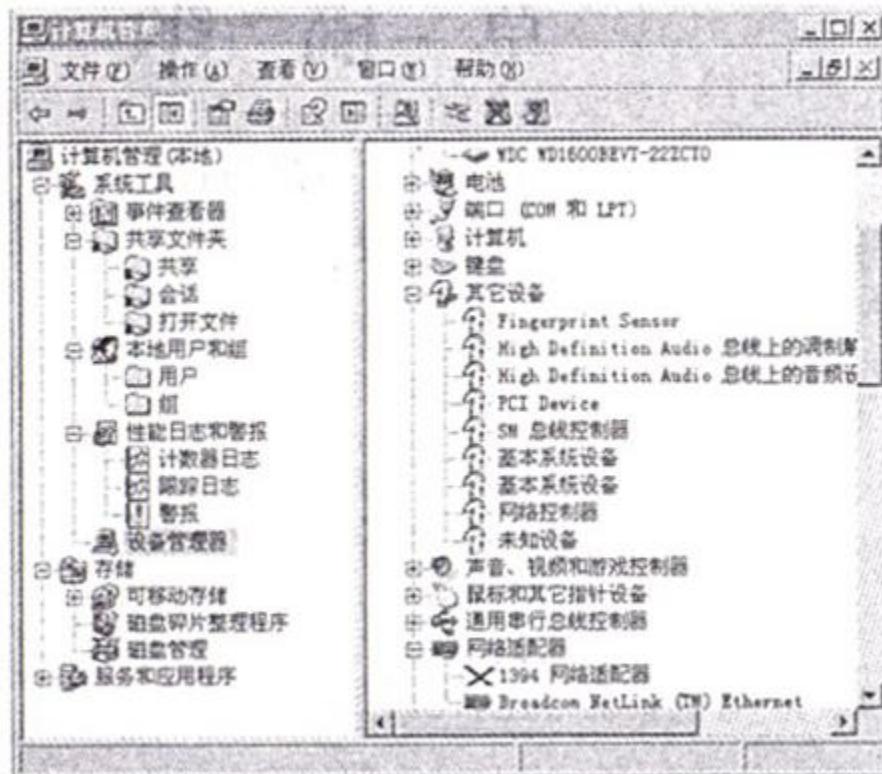 计算机管理
文件(F) 操作(A) 查看(V) 窗口(W) 帮助(H)
计算机管理(本地)
系统工具
事件查看器
共享文件夹
共享
会话
打开文件
本地用户和组
用户
组
性能日志和警报
计数器日志
跟踪日志
警报
设备管理器
存储
可移动存储
磁盘碎片整理程序
磁盘管理
服务和应用程序
WDC WD1600BEVT-22ZCT0
电池
端口 (COM 和 LPT)
计算机
键盘
其它设备
Fingerprint Sensor
High Definition Audio 总线上的调制解
High Definition Audio 总线上的音频设
PCI Device
SM 总线控制器
基本系统设备
基本系统设备
网络控制器
未知设备
声音、视频和游戏控制器
鼠标和其它指针设备
通用串行总线控制器
网络适配器
1394 网络适配器
Broadcom NetLink (TM) Ethernet